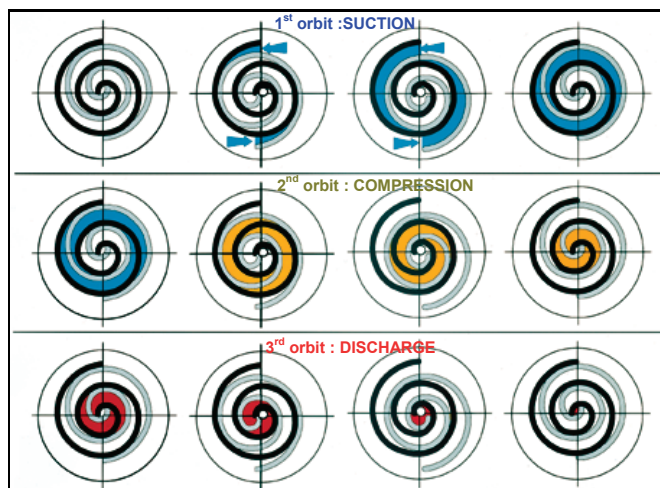 1st orbit :SUCTION
2nd orbit : COMPRESSION
3rd orbit : DISCHARGE